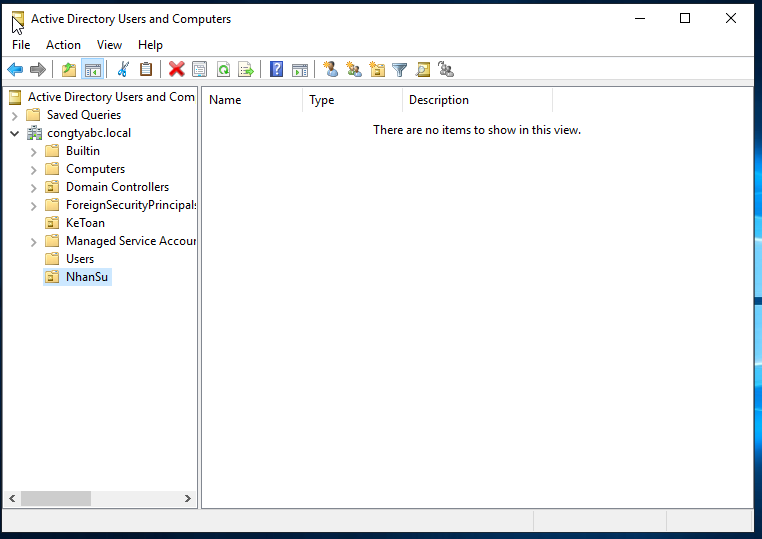 Active Directory Users and Computers
File Action View Help
Active Directory Users and Com
Saved Queries
congtyabc.local
Builtin
Computers
Domain Controllers
ForeignSecurityPrincipals
KeToan
Managed Service Accour
Users
NhanSu
Name Type Description
There are no items to show in this view.